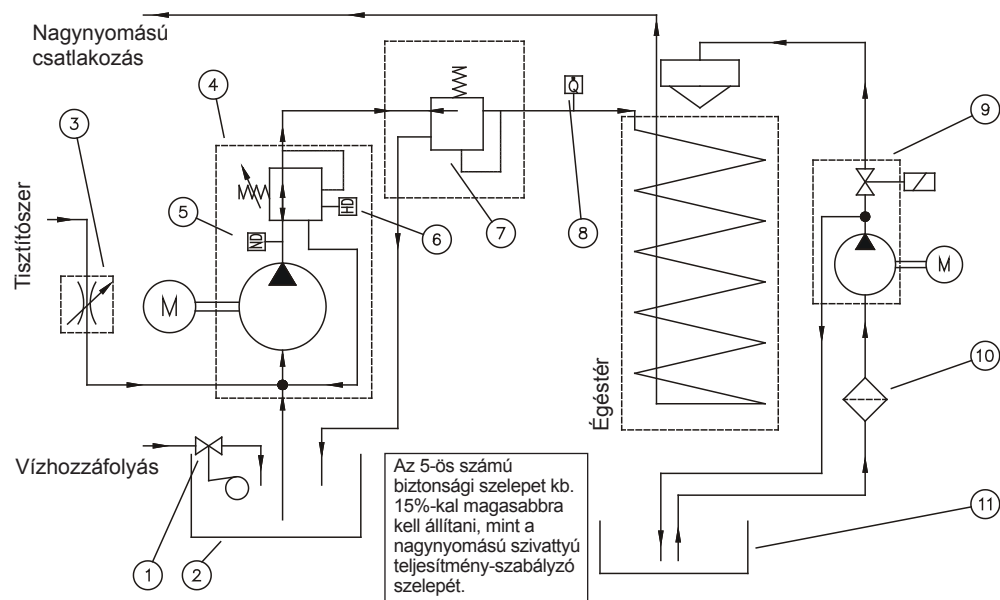 Nagynyomású
csatlakozás
4
3
9
Tisztítószer
5
ND
HD
6
7
Q
8
M
M
10
Égéstér
Vízhozzáfolyás
Az 5-ös számú
biztonsági szelepet kb.
15%-kal magasabbra
kell állítani, mint a
nagynyomású szivattyú
teljesítmény-szabályzó
szelepét.
11
1
2